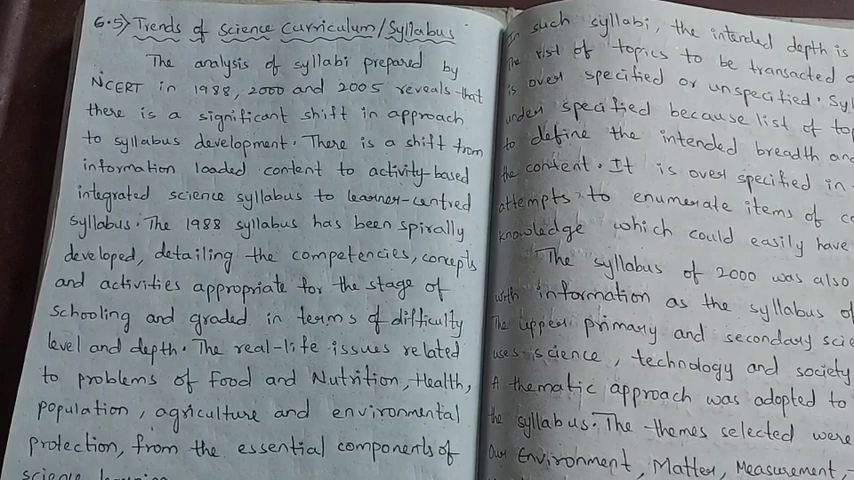 6.5) Trends of Science Curriculum/Syllabus
The analysis of syllabi prepared by
NCERT in 1988, 2000 and 2005 reveals that
there is a significant shift in approach
to syllabus development. There is a shift from
information loaded content to activity-based
integrated science syllabus to learner-centred
syllabus. The 1988 syllabus has been spirally
developed, detailing the competencies, concepts
and activities appropriate for the stage of
schooling and graded in terms of difficulty
level and depth. The real-life issues related
to problems of Food and Nutrition, Health,
population, agriculture and environmental
protection, from the essential components of
science learning
In such syllabi, the intended depth is
The list of topics to be transacted
is over specified or unspecified. Syl
under specified because list of to
to define the intended breadth an
the content. It is over specified in
attempts to enumerate items of c
knowledge which could easily have
The syllabus of 2000 was also
with information as the syllabus of
The upper primary and secondary scie
uses science, technology and society
A thematic approach was adopted to
the syllabus. The themes selected were
Our Environment, Matter, Measurement,